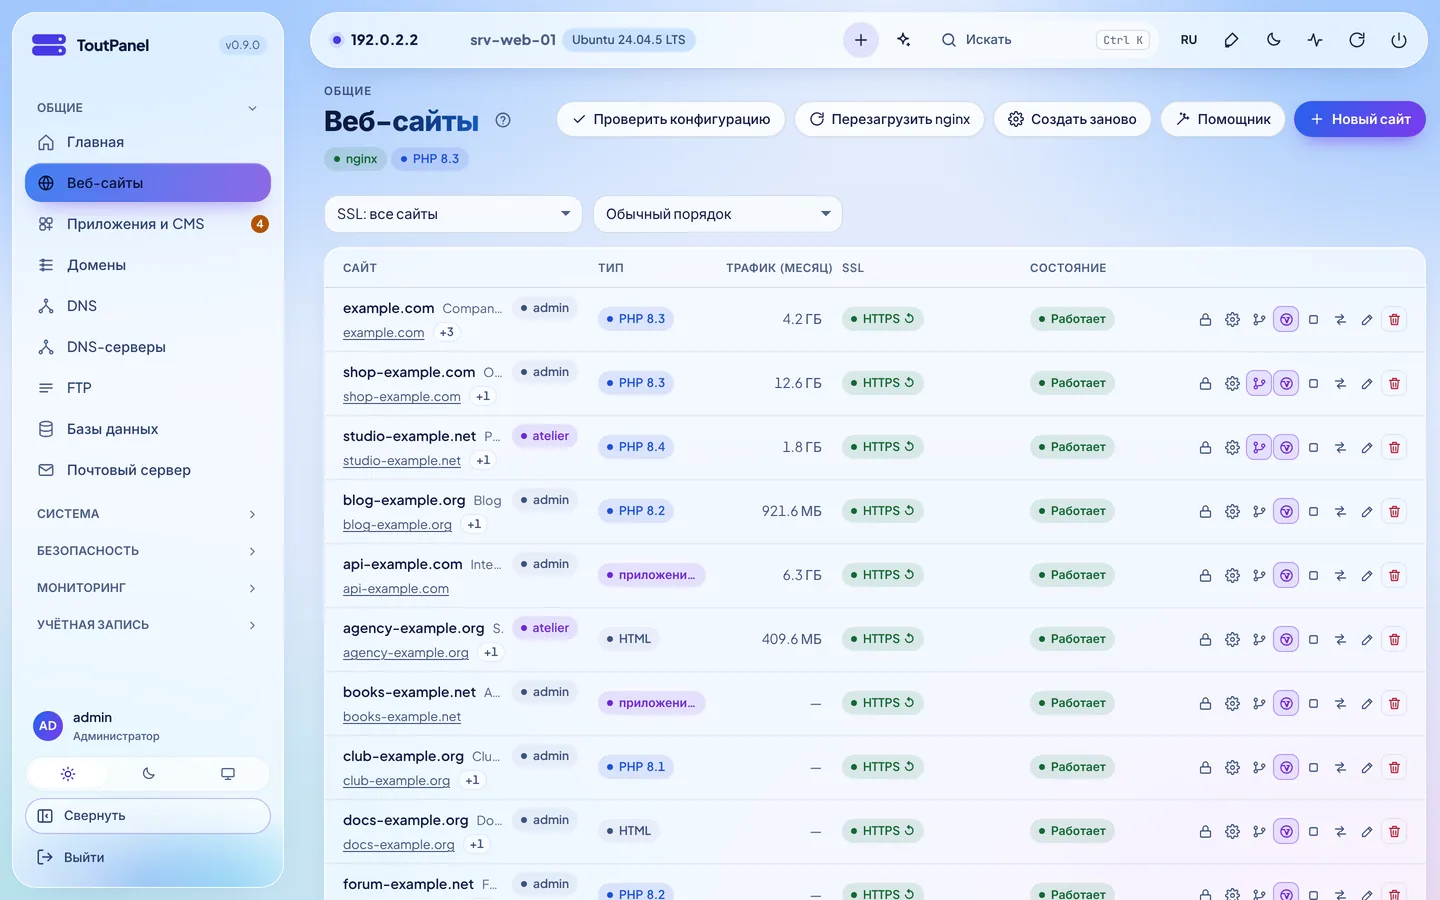 ToutPanel
v0.9.0
ОБЩИЕ
Главная
Веб-сайты
Приложения и CMS
4
Домены
DNS
DNS-серверы
FTP
Базы данных
Почтовый сервер
СИСТЕМА
БЕЗОПАСНОСТЬ
МОНИТОРИНГ
УЧЁТНАЯ ЗАПИСЬ
AD
admin
Администратор
Свернуть
Выйти
192.0.2.2
srv-web-01
Ubuntu 24.04.5 LTS
Искать
Ctrl K
RU
ОБЩИЕ
Веб-сайты
Проверить конфигурацию
Перезагрузить nginx
Создать заново
Помощник
Новый сайт
nginx
PHP 8.3
SSL: все сайты
Обычный порядок
САЙТ ТИП ТРАФИК (МЕСЯЦ) SSL СОСТОЯНИЕ
example.com Compan… admin PHP 8.3 4.2 ГБ HTTPS Работает
example.com +3
shop-example.com O… admin PHP 8.3 12.6 ГБ HTTPS Работает
shop-example.com +1
studio-example.net P… atelier PHP 8.4 1.8 ГБ HTTPS Работает
studio-example.net +1
blog-example.org Blog admin PHP 8.2 921.6 МБ HTTPS Работает
blog-example.org +1
api-example.com Inte… admin приложени… 6.3 ГБ HTTPS Работает
api-example.com
agency-example.org S. atelier HTML 409.6 МБ HTTPS Работает
agency-example.org +1
books-example.net A… admin приложени… — HTTPS Работает
books-example.net
club-example.org Clu… admin PHP 8.1 — HTTPS Работает
club-example.org +1
docs-example.org Do… admin HTML — HTTPS Работает
docs-example.org +1
forum-example.net F… admin PHP 8.2 — HTTPS Работает